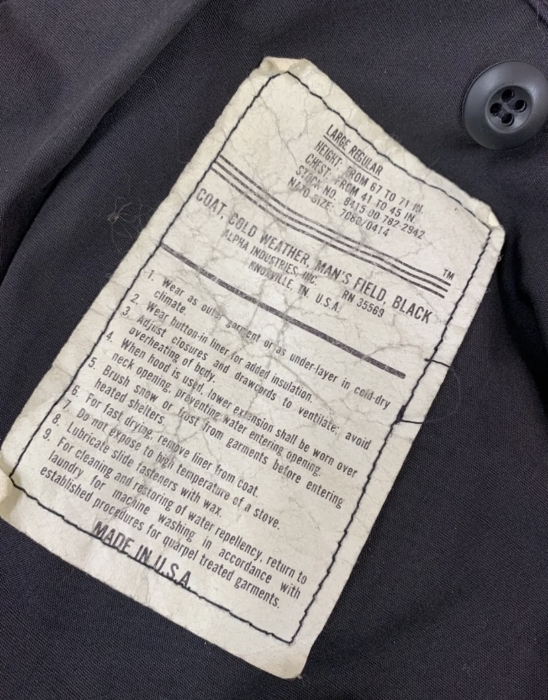 LARGE REGULAR
HEIGHT: FROM 67 TO 71 IN.
CHEST: FROM 41 TO 45 IN.
STOCK NO. 8415-00-782-2942
NATO SIZE: 7080/0414
TM
COAT, COLD WEATHER, MAN'S FIELD, BLACK
ALPHA INDUSTRIES, INC. RN 35569
KNOXVILLE, TN U.S.A.
1. Wear as outer garment or as under-layer in cold-dry
climate.
2. Wear button-in liner for added insulation.
3. Adjust closures and drawcords to ventilate, avoid
overheating of body.
4. When hood is used, lower extension shall be worn over
neck opening, preventing water entering opening.
5. Brush snow or frost from garments before entering
heated shelters.
6. For fast drying, remove liner from coat.
7. Do not expose to high temperature of a stove.
8. Lubricate slide fasteners with wax.
9. For cleaning and restoring of water repellency, return to
laundry for machine washing in accordance with
established procedures for quarpel treated garments.
MADE IN U.S.A.